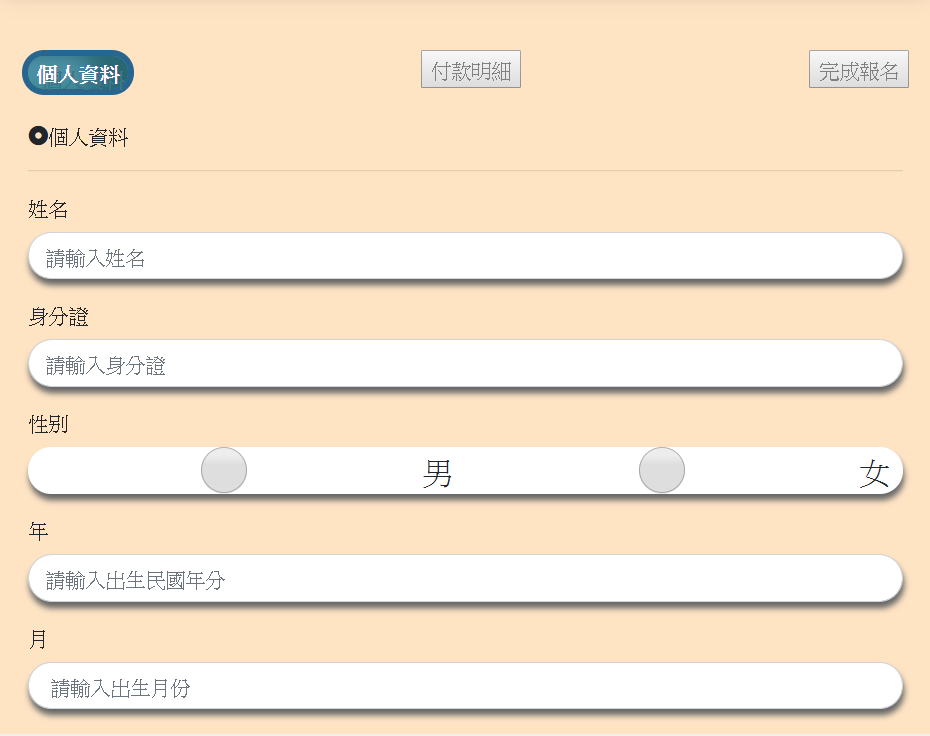 個人資料
付款明細
完成報名
個人資料
姓名
請輸入姓名
身分證
請輸入身分證
性別
男
女
年
請輸入出生民國年分
月
請輸入出生月份